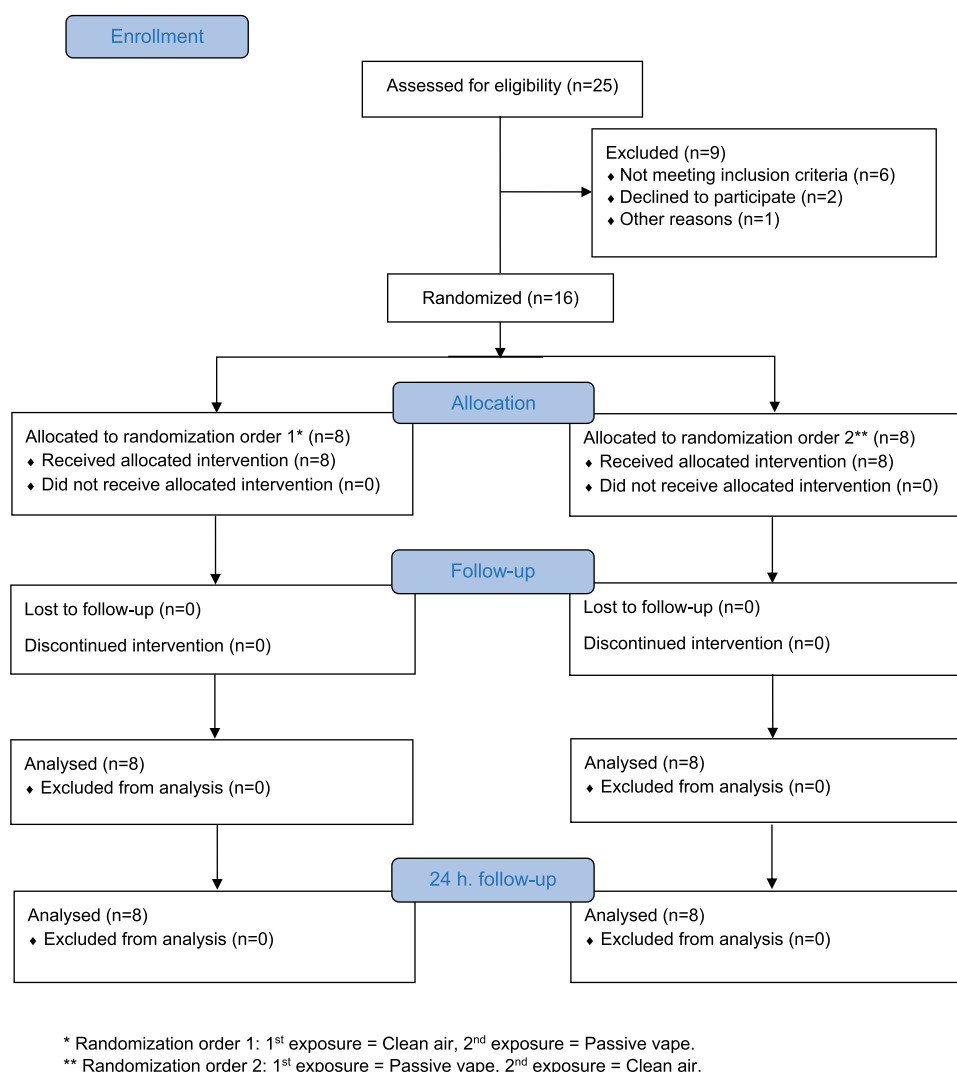 Enrollment
Assessed for eligibility (n=25)
Excluded (n=9)
♦ Not meeting inclusion criteria (n=6)
♦ Declined to participate (n=2)
♦ Other reasons (n=1)
Randomized (n=16)
Allocation
Allocated to randomization order 1* (n=8)
♦ Received allocated intervention (n=8)
♦ Did not receive allocated intervention (n=0)
Allocated to randomization order 2** (n=8)
♦ Received allocated intervention (n=8)
♦ Did not receive allocated intervention (n=0)
Follow-up
Lost to follow-up (n=0)
Discontinued intervention (n=0)
Lost to follow-up (n=0)
Discontinued intervention (n=0)
Analysed (n=8)
♦ Excluded from analysis (n=0)
Analysed (n=8)
♦ Excluded from analysis (n=0)
24 h. follow-up
Analysed (n=8)
♦ Excluded from analysis (n=0)
Analysed (n=8)
♦ Excluded from analysis (n=0)
* Randomization order 1: 1st exposure = Clean air, 2nd exposure = Passive vape.
** Randomization order 2: 1st exposure = Passive vape, 2nd exposure = Clean air.